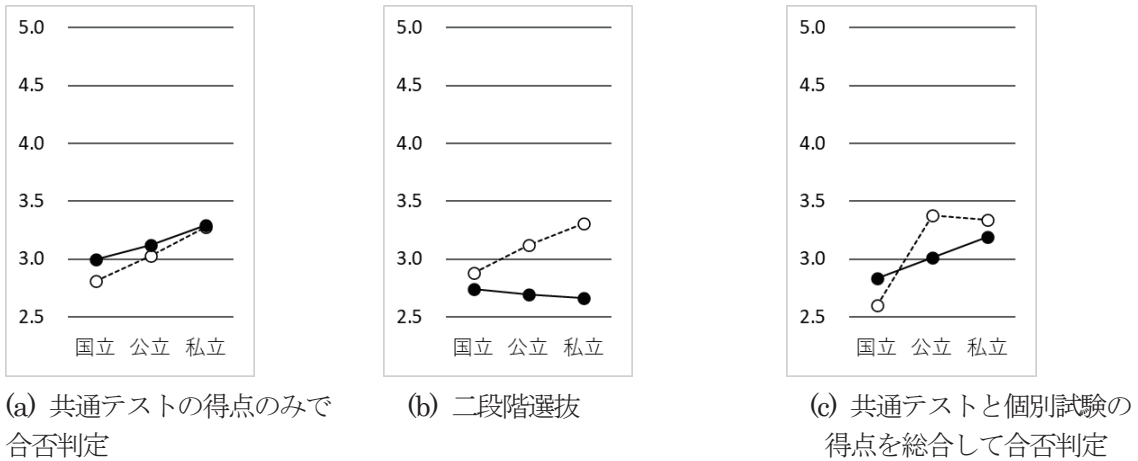 5.0
4.5
4.0
3.5
3.0
2.5
国立 公立 私立
(a) 共通テストの得点のみで
合否判定
5.0
4.5
4.0
3.5
3.0
2.5
国立 公立 私立
(b) 二段階選抜
5.0
4.5
4.0
3.5
3.0
2.5
国立 公立 私立
(c) 共通テストと個別試験の
得点を総合して合否判定